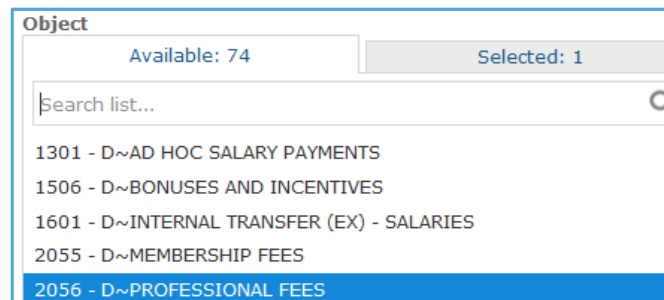 Object
Available: 74
Selected: 1
Search list...
1301 - D~AD HOC SALARY PAYMENTS
1506 - D~BONUSES AND INCENTIVES
1601 - D~INTERNAL TRANSFER (EX) - SALARIES
2055 - D~MEMBERSHIP FEES
2056 - D~PROFESSIONAL FEES